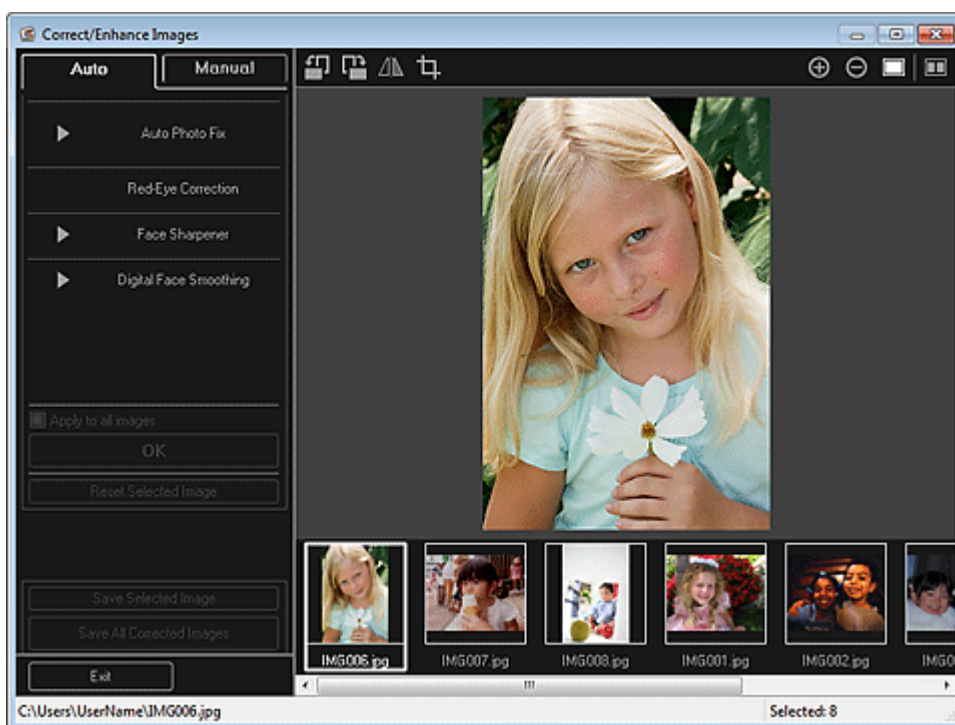 Correct/Enhance Images
Auto
Manual
Auto Photo Fix
Red-Eye Correction
Face Sharpener
Digital Face Smoothing
Apply to all images
OK
Reset Selected Image
Save Selected Image
Save All Corrected Images
Exit
IMG006.jpg
IMG007.jpg
IMG008.jpg
IMG001.jpg
IMG002.jpg
IMG0
C:\Users\UserName\IMG006.jpg
Selected: 8